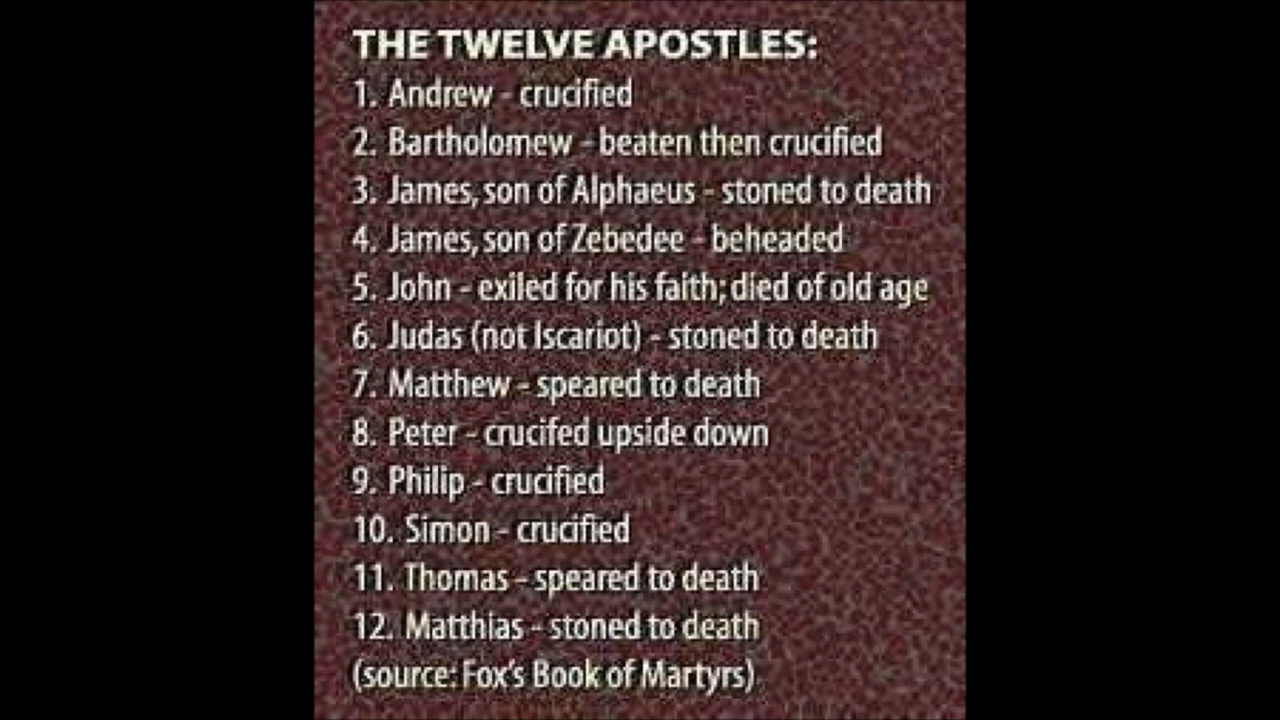 THE TWELVE APOSTLES:
1. Andrew - crucified
2. Bartholomew - beaten then crucified
3. James, son of Alphaeus - stoned to death
4. James, son of Zebedee - beheaded
5. John - exiled for his faith; died of old age
6. Judas (not Iscariot) - stoned to death
7. Matthew - speared to death
8. Peter - crucifed upside down
9. Philip - crucified
10. Simon - crucified
11. Thomas - speared to death
12. Matthias - stoned to death
(source: Fox's Book of Martyrs)